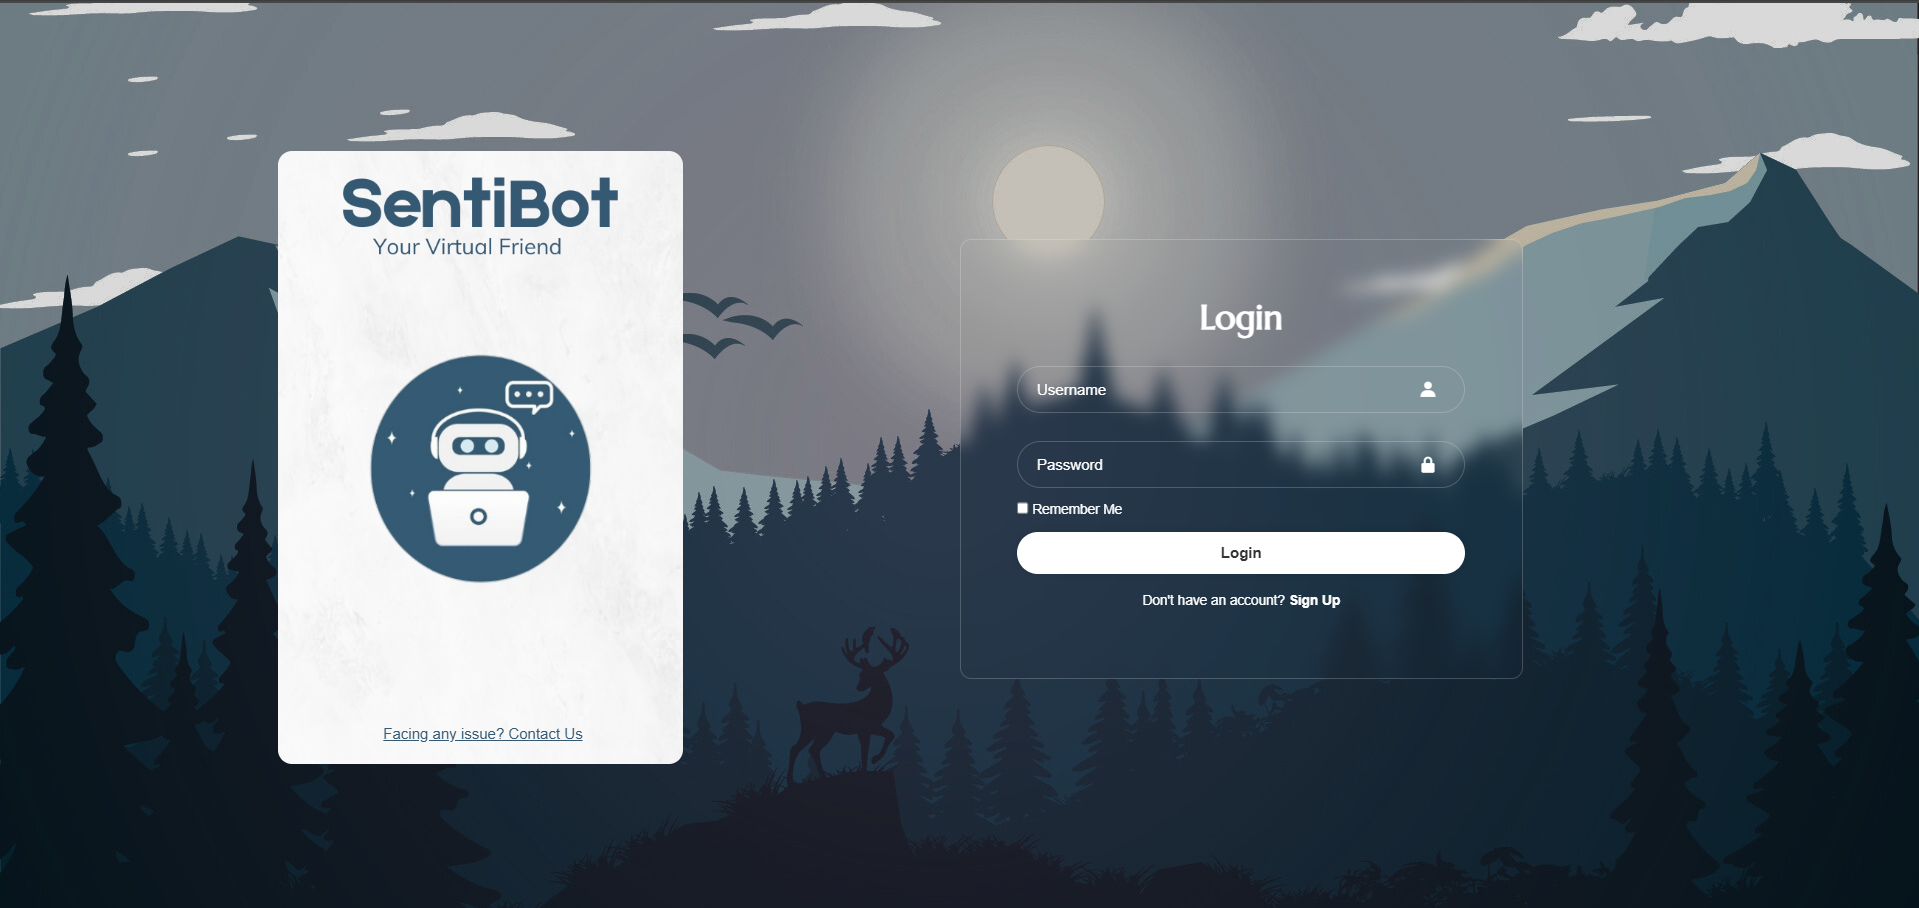 SentiBot
Your Virtual Friend
Facing any issue? Contact Us
Login
Username
Password
Remember Me
Login
Don't have an account? Sign Up